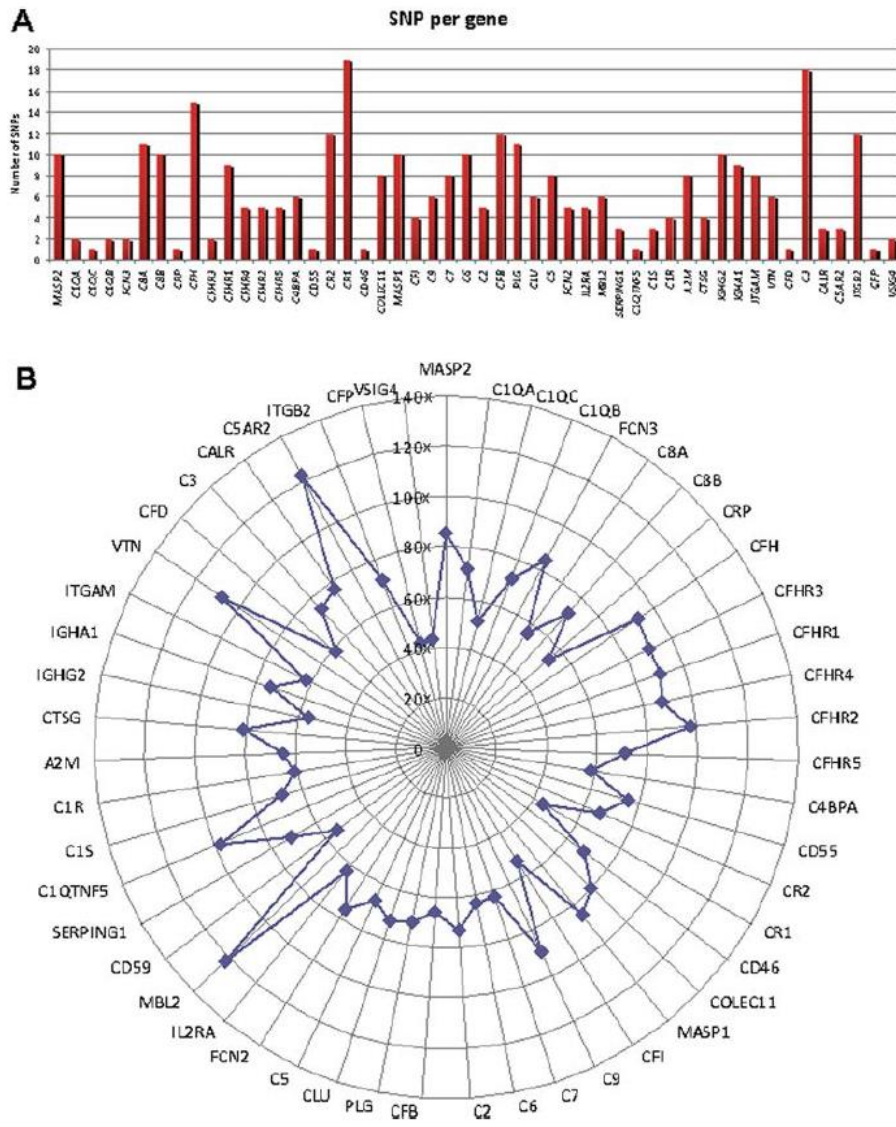 A
SNP per gene
Number of SNPs
20
18
16
14
12
10
8
6
4
2
0
MASP2
C1QA
C1QC
C1QB
FCN3
C8A
C8B
CRP
CFH
CFHR3
CFHR1
CFHR4
CFHR2
CFHR5
C4BPA
CD55
CR2
CR1
CD46
COLEC11
MASP1
CFI
C9
C7
C6
C2
CFB
PLG
CLU
C5
FCN2
IL2RA
MBL2
SERPING1
C1QTNF5
C1S
C1R
A2M
CTSG
IGHG2
IGHA1
ITGAM
VTN
CFD
C3
CALR
C5AR2
ITGB2
CFP
VSIG4
B
MASP2
C1QA
C1QC
C1QB
FCN3
C8A
C8B
CRP
CFH
CFHR3
CFHR1
CFHR4
CFHR2
CFHR5
C4BPA
CD55
CR2
CR1
CD46
COLEC11
MASP1
CFI
C9
C7
C6
C2
CFB
PLG
CLU
C5
FCN2
IL2RA
MBL2
CD59
SERPING1
C1QTNF5
C1S
C1R
A2M
CTSG
IGHG2
IGHA1
ITGAM
VTN
CFD
C3
CALR
C5AR2
ITGB2
CFP
VSIG4
140X
120X
100X
80X
60X
40X
20X
0